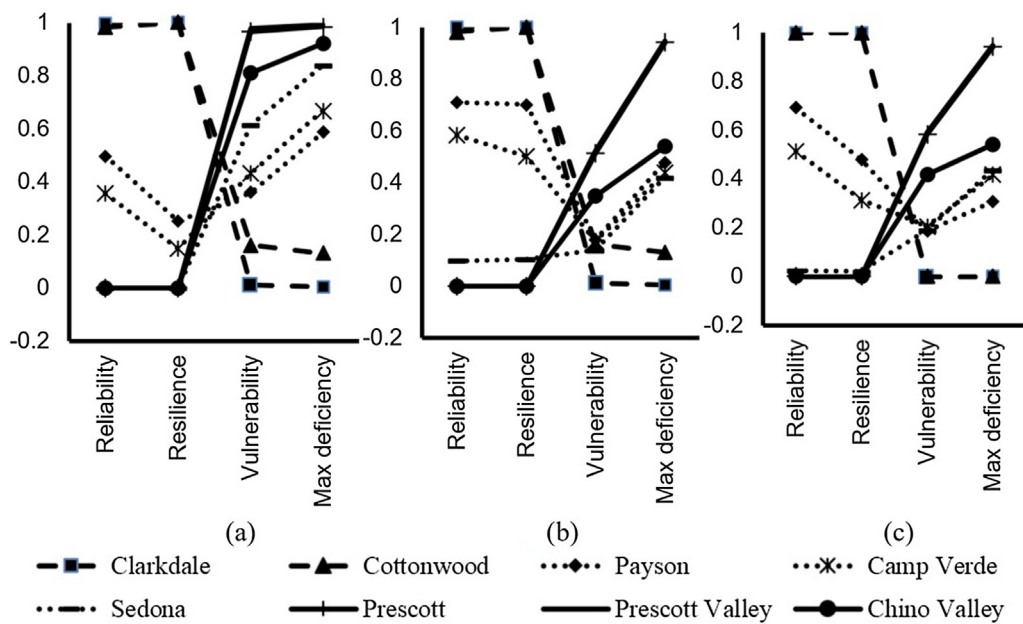 1
0.8
0.6
0.4
0.2
0
-0.2
Reliability
Resilience
Vulnerability
Max deficiency
(a)
1
0.8
0.6
0.4
0.2
0
-0.2
Reliability
Resilience
Vulnerability
Max deficiency
(b)
1
0.8
0.6
0.4
0.2
0
-0.2
Reliability
Resilience
Vulnerability
Max deficiency
(c)
Clarkdale Cottonwood Payson Camp Verde
Sedona Prescott Prescott Valley Chino Valley